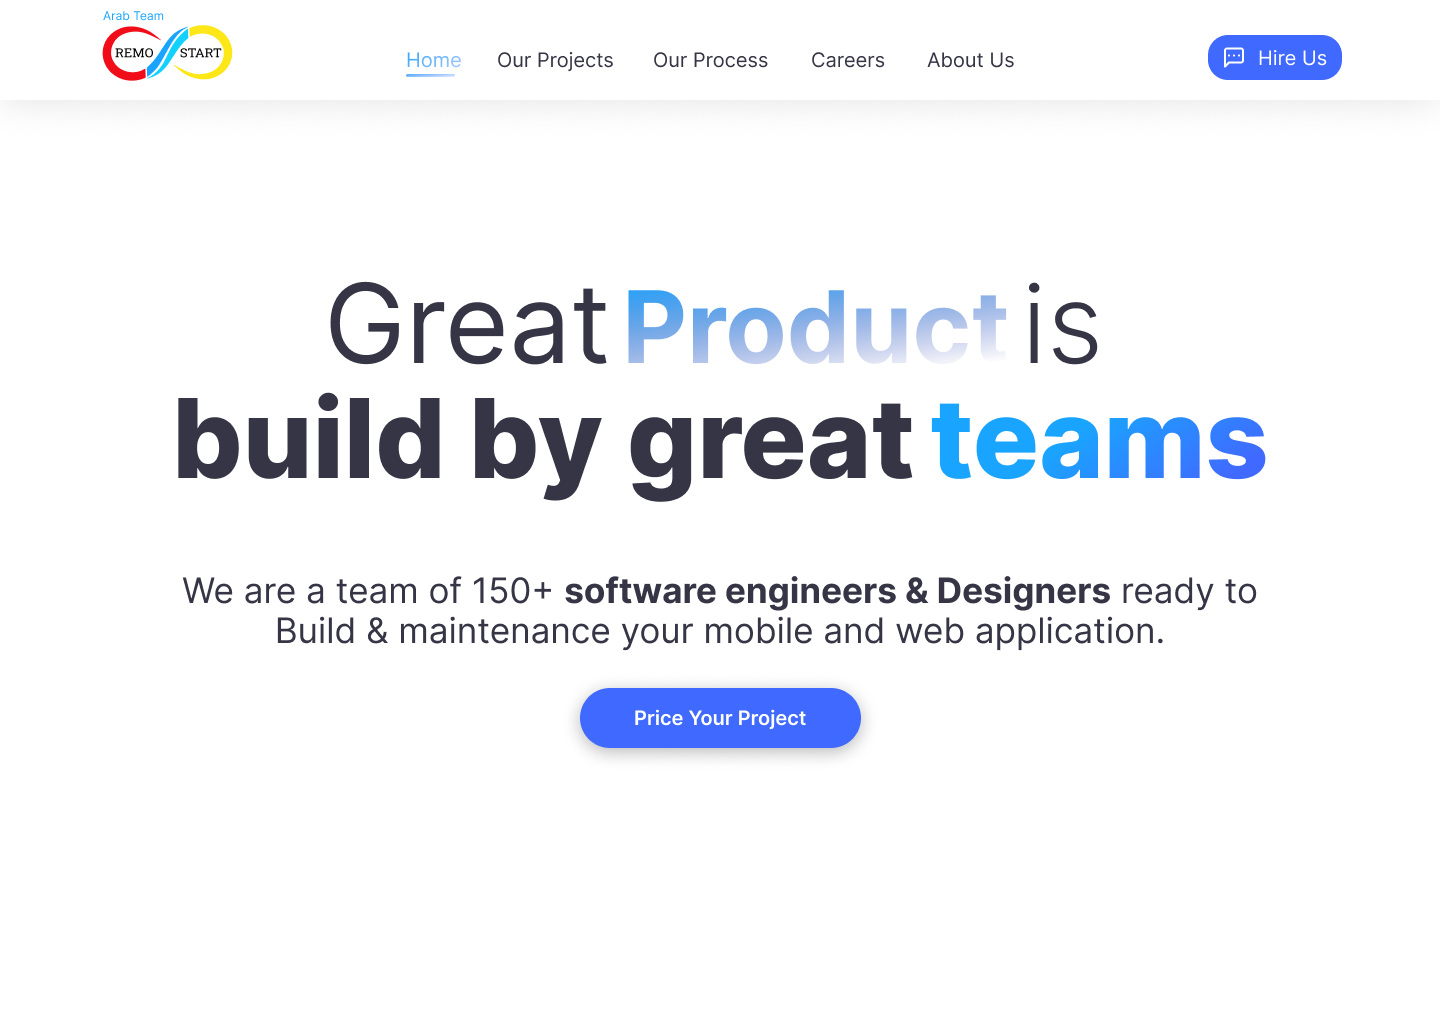 Arab Team
REMO START
Home Our Projects Our Process Careers About Us
Hire Us
Great Product is
build by great teams
We are a team of 150+ software engineers & Designers ready to
Build & maintenance your mobile and web application.
Price Your Project